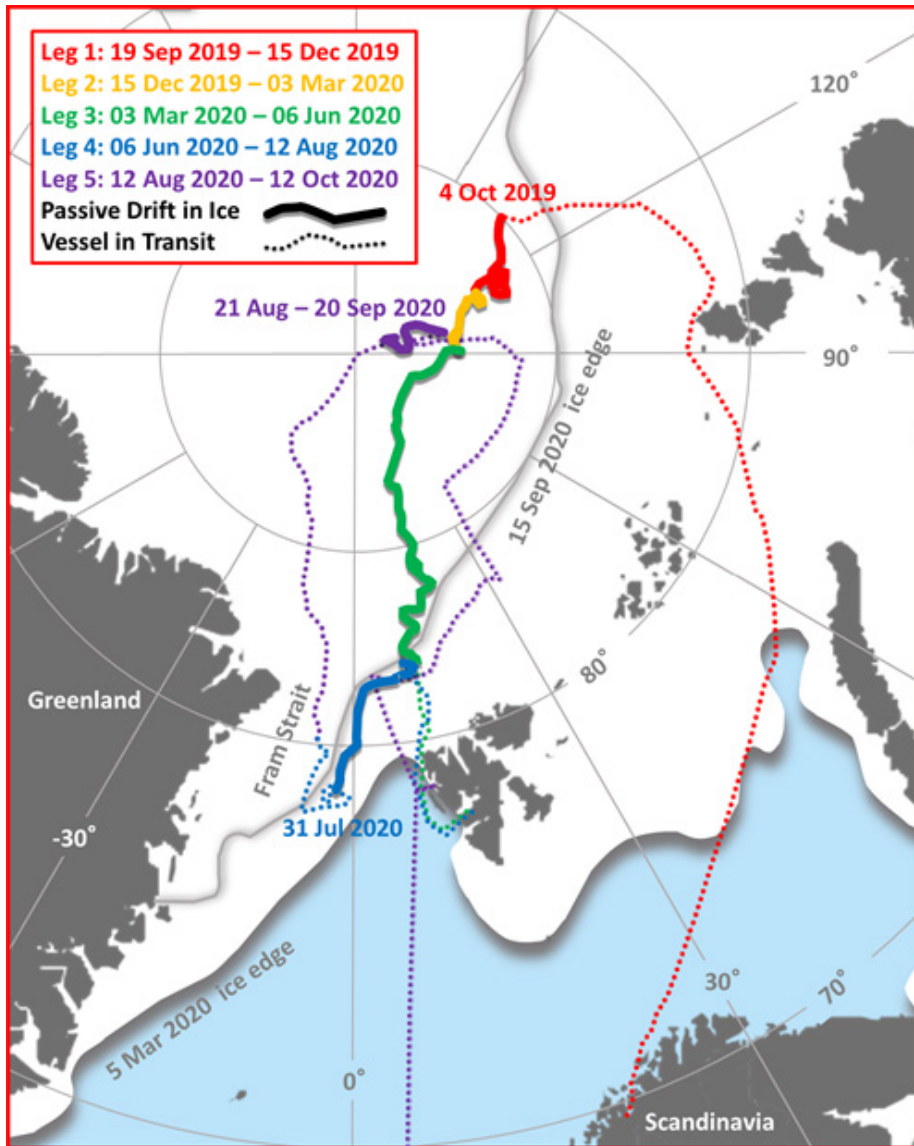 Leg 1: 19 Sep 2019 – 15 Dec 2019
Leg 2: 15 Dec 2019 – 03 Mar 2020
Leg 3: 03 Mar 2020 – 06 Jun 2020
Leg 4: 06 Jun 2020 – 12 Aug 2020
Leg 5: 12 Aug 2020 – 12 Oct 2020
Passive Drift in Ice
Vessel in Transit
120°
4 Oct 2019
21 Aug – 20 Sep 2020
90°
15 Sep 2020 ice edge
80°
Greenland
Fram Strait
31 Jul 2020
-30°
5 Mar 2020 ice edge
30°
70°
0°
Scandinavia